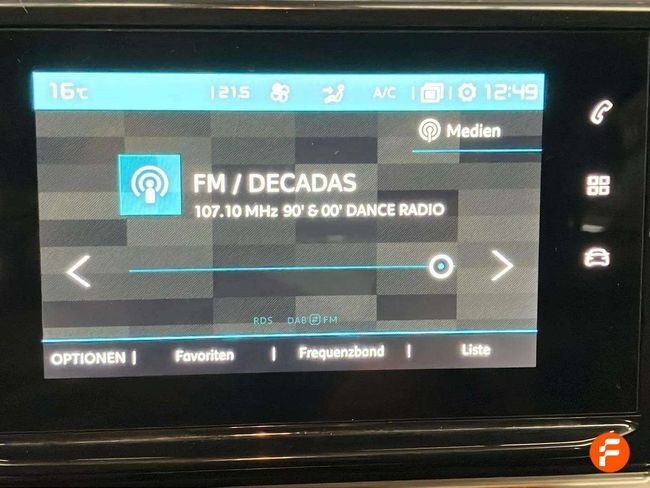 16°C | 21.5 A/C | | 12:49
Medien
FM / DECADAS
107.10 MHz 90' & 00' DANCE RADIO
RDS DAB FM
OPTIONEN | Favoriten | Frequenzband | Liste